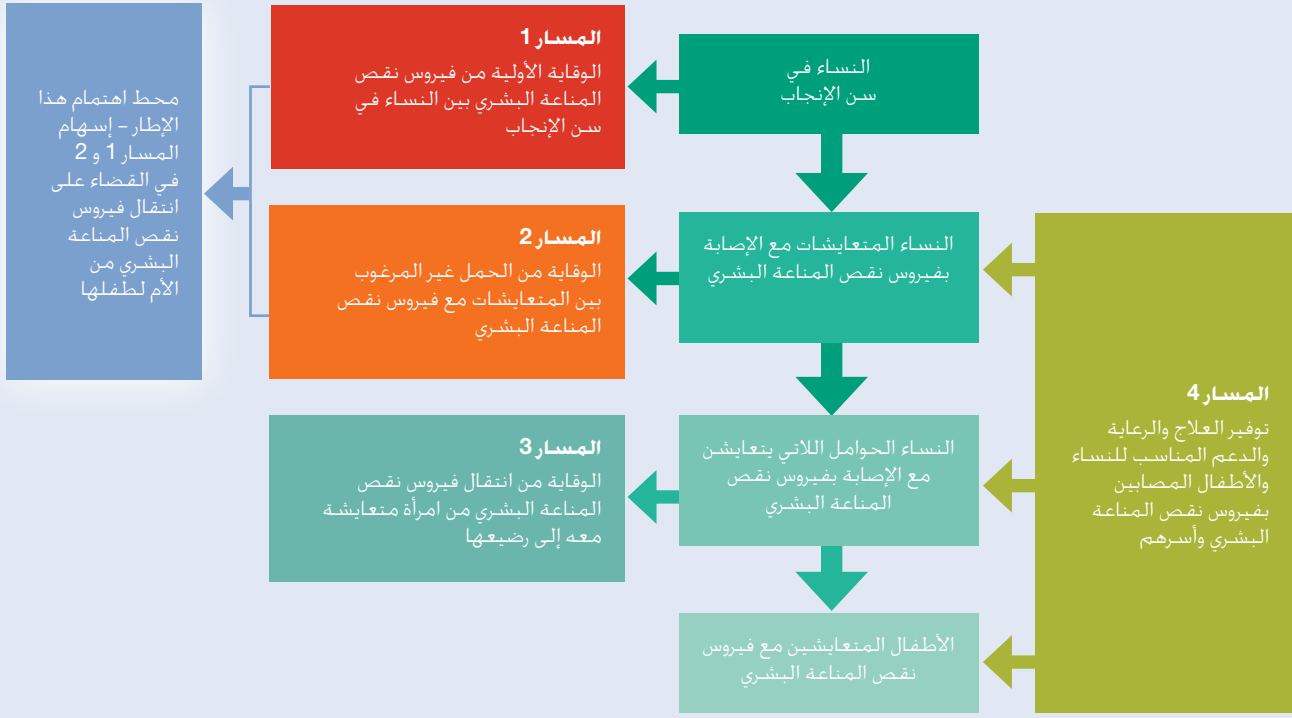 النساء في
سن الإنجاب
المسار 1
الوقاية الأولية من فيروس نقص
المناعة البشري بين النساء في
سن الإنجاب
محط اهتمام هذا
الإطار – إسهام
المسار 1 و 2
في القضاء على
انتقال فيروس
نقص المناعة
البشري من
الأم لطفلها
النساء المتعايشات مع الإصابة
بفيروس نقص المناعة البشري
المسار 2
الوقاية من الحمل غير المرغوب
بين المتعايشات مع فيروس نقص
المناعة البشري
المسار 4
توفير العلاج والرعاية
والدعم المناسب للنساء
والأطفال المصابين
بفيروس نقص المناعة
البشري وأسرهم
النساء الحوامل اللاتي يتعايشن
مع الإصابة بفيروس نقص
المناعة البشري
المسار 3
الوقاية من انتقال فيروس نقص
المناعة البشري من امرأة متعايشة
معه إلى رضيعها
الأطفال المتعايشين مع فيروس
نقص المناعة البشري